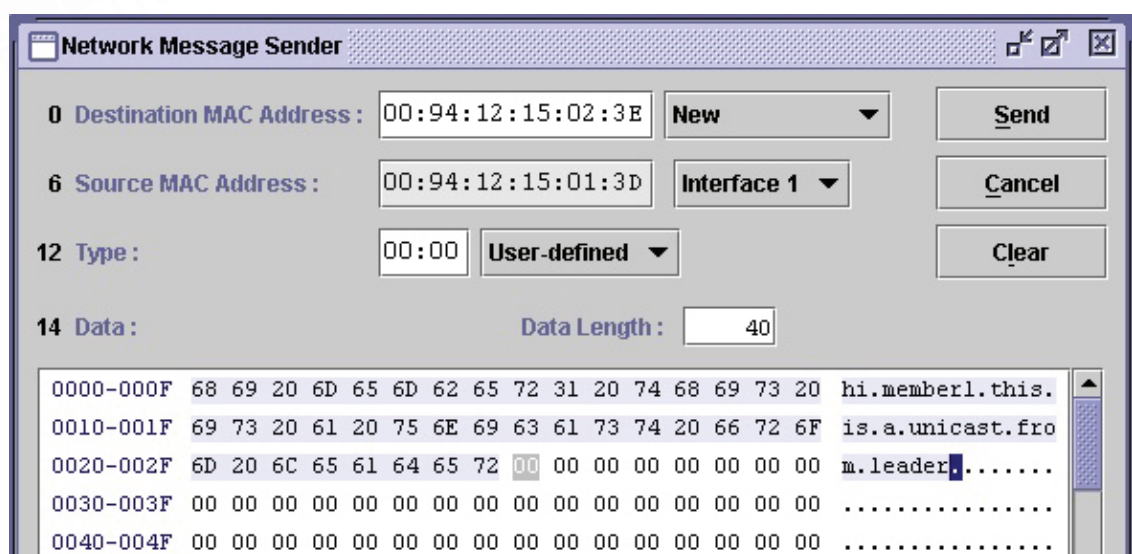 Network Message Sender
0 Destination MAC Address : 00:94:12:15:02:3E New Send
6 Source MAC Address : 00:94:12:15:01:3D Interface 1 Cancel
12 Type : 00:00 User-defined Clear
14 Data : Data Length : 40
0000-000F 68 69 20 6D 65 6D 62 65 72 31 20 74 68 69 73 20 hi.member1.this.
0010-001F 69 73 20 61 20 75 6E 69 63 61 73 74 20 66 72 6F is.a.unicast.fro
0020-002F 6D 20 6C 65 61 64 65 72 00 00 00 00 00 00 00 00 m.leader........
0030-003F 00 00 00 00 00 00 00 00 00 00 00 00 00 00 00 00 ................
0040-004F 00 00 00 00 00 00 00 00 00 00 00 00 00 00 00 00 ................